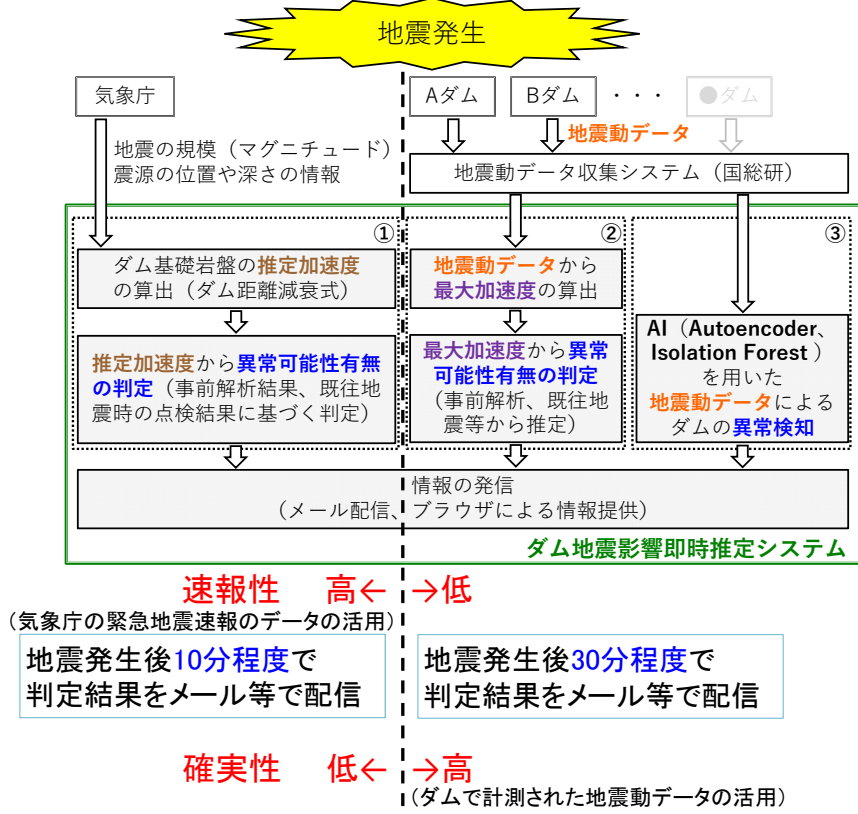 地震発生
気象庁
Aダム
Bダム
・・・
●ダム
地震動データ
地震の規模（マグニチュード）
震源の位置や深さの情報
地震動データ収集システム（国総研）
①
ダム基礎岩盤の推定加速度
の算出（ダム距離減衰式）
推定加速度から異常可能性有無
の判定（事前解析結果、既往地
震時の点検結果に基づく判定）
②
地震動データから
最大加速度の算出
最大加速度から異常
可能性有無の判定
（事前解析、既往地
震等から推定）
③
AI（Autoencoder、
Isolation Forest ）
を用いた
地震動データによる
ダムの異常検知
情報の発信
（メール配信、ブラウザによる情報提供）
ダム地震影響即時推定システム
速報性 高← →低
（気象庁の緊急地震速報のデータの活用）
地震発生後10分程度で
判定結果をメール等で配信
地震発生後30分程度で
判定結果をメール等で配信
確実性 低← →高
（ダムで計測された地震動データの活用）